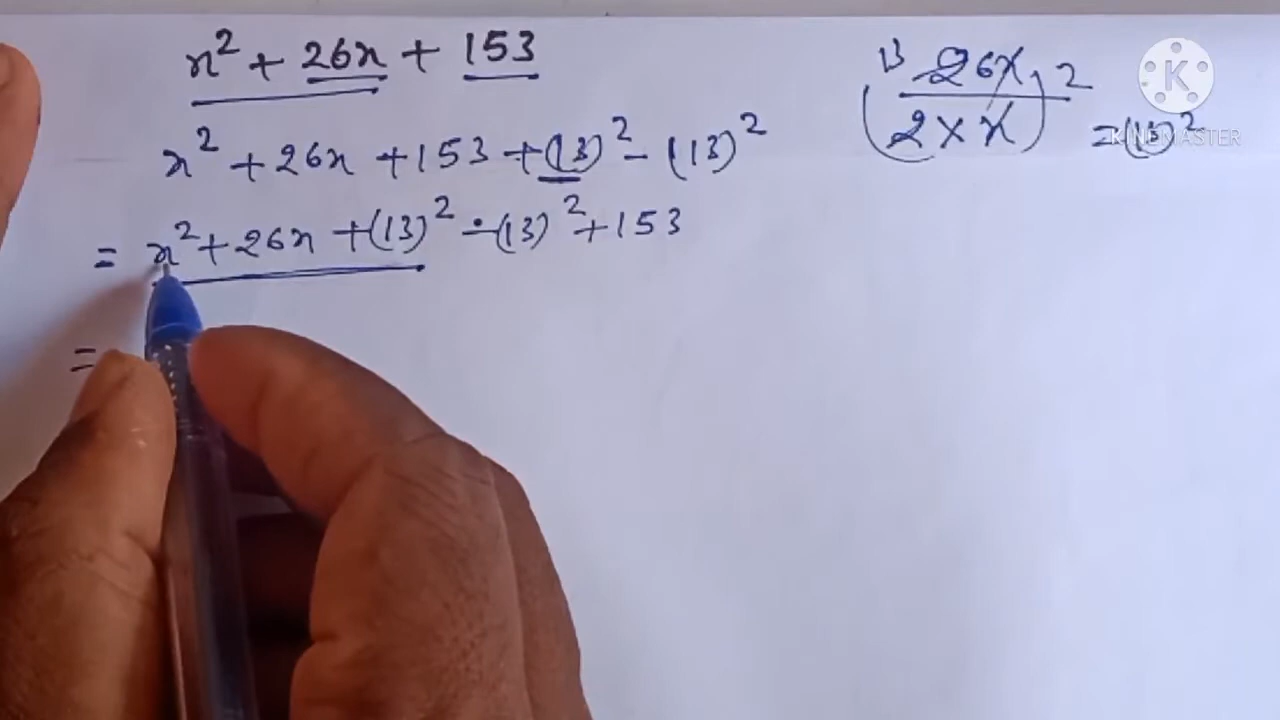 x² + 26x + 153
x² + 26x + 153 + (13)² - (13)²
= x² + 26x + (13)² - (13)² + 153
=
13
(26x / 2 × x)² = (13)²
K
KINEMASTER